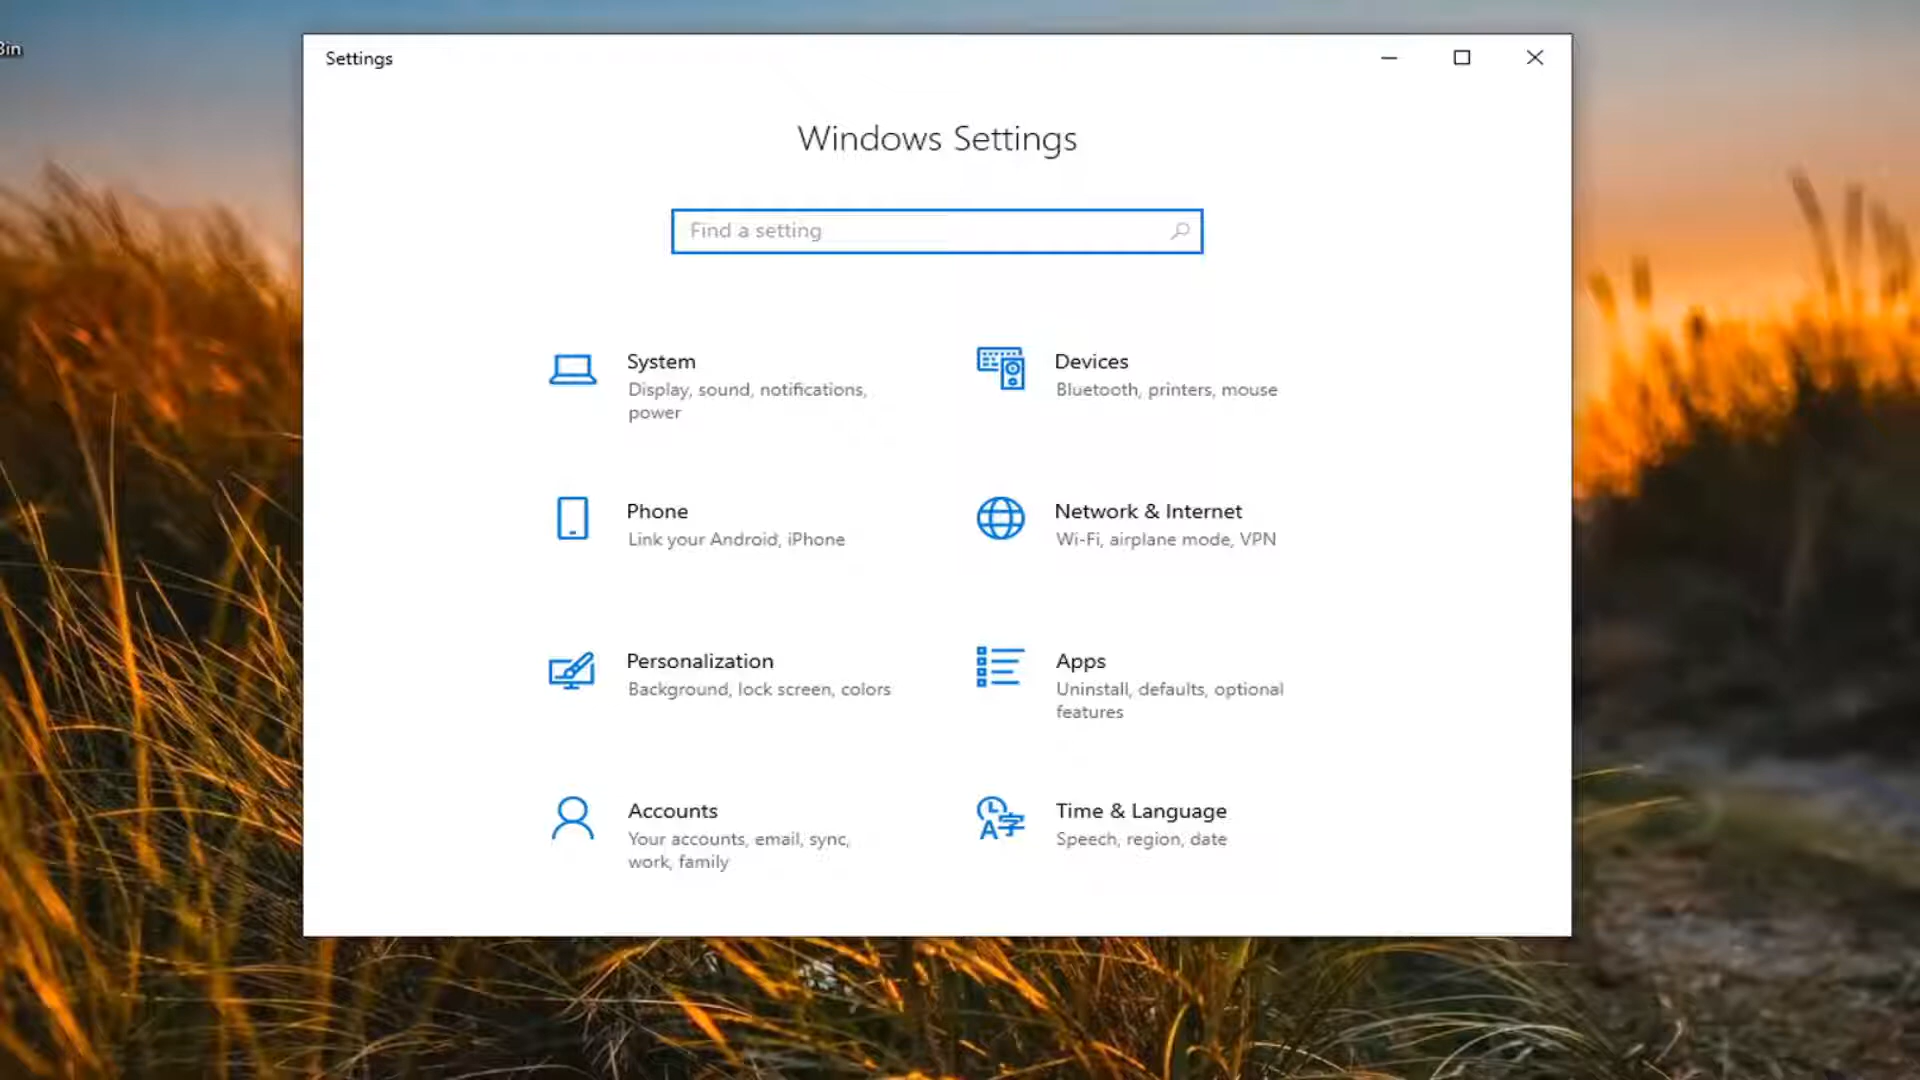 Bin
Settings
Windows Settings
Find a setting
System
Display, sound, notifications,
power
Devices
Bluetooth, printers, mouse
Phone
Link your Android, iPhone
Network & Internet
Wi-Fi, airplane mode, VPN
Personalization
Background, lock screen, colors
Apps
Uninstall, defaults, optional
features
Accounts
Your accounts, email, sync,
work, family
Time & Language
Speech, region, date